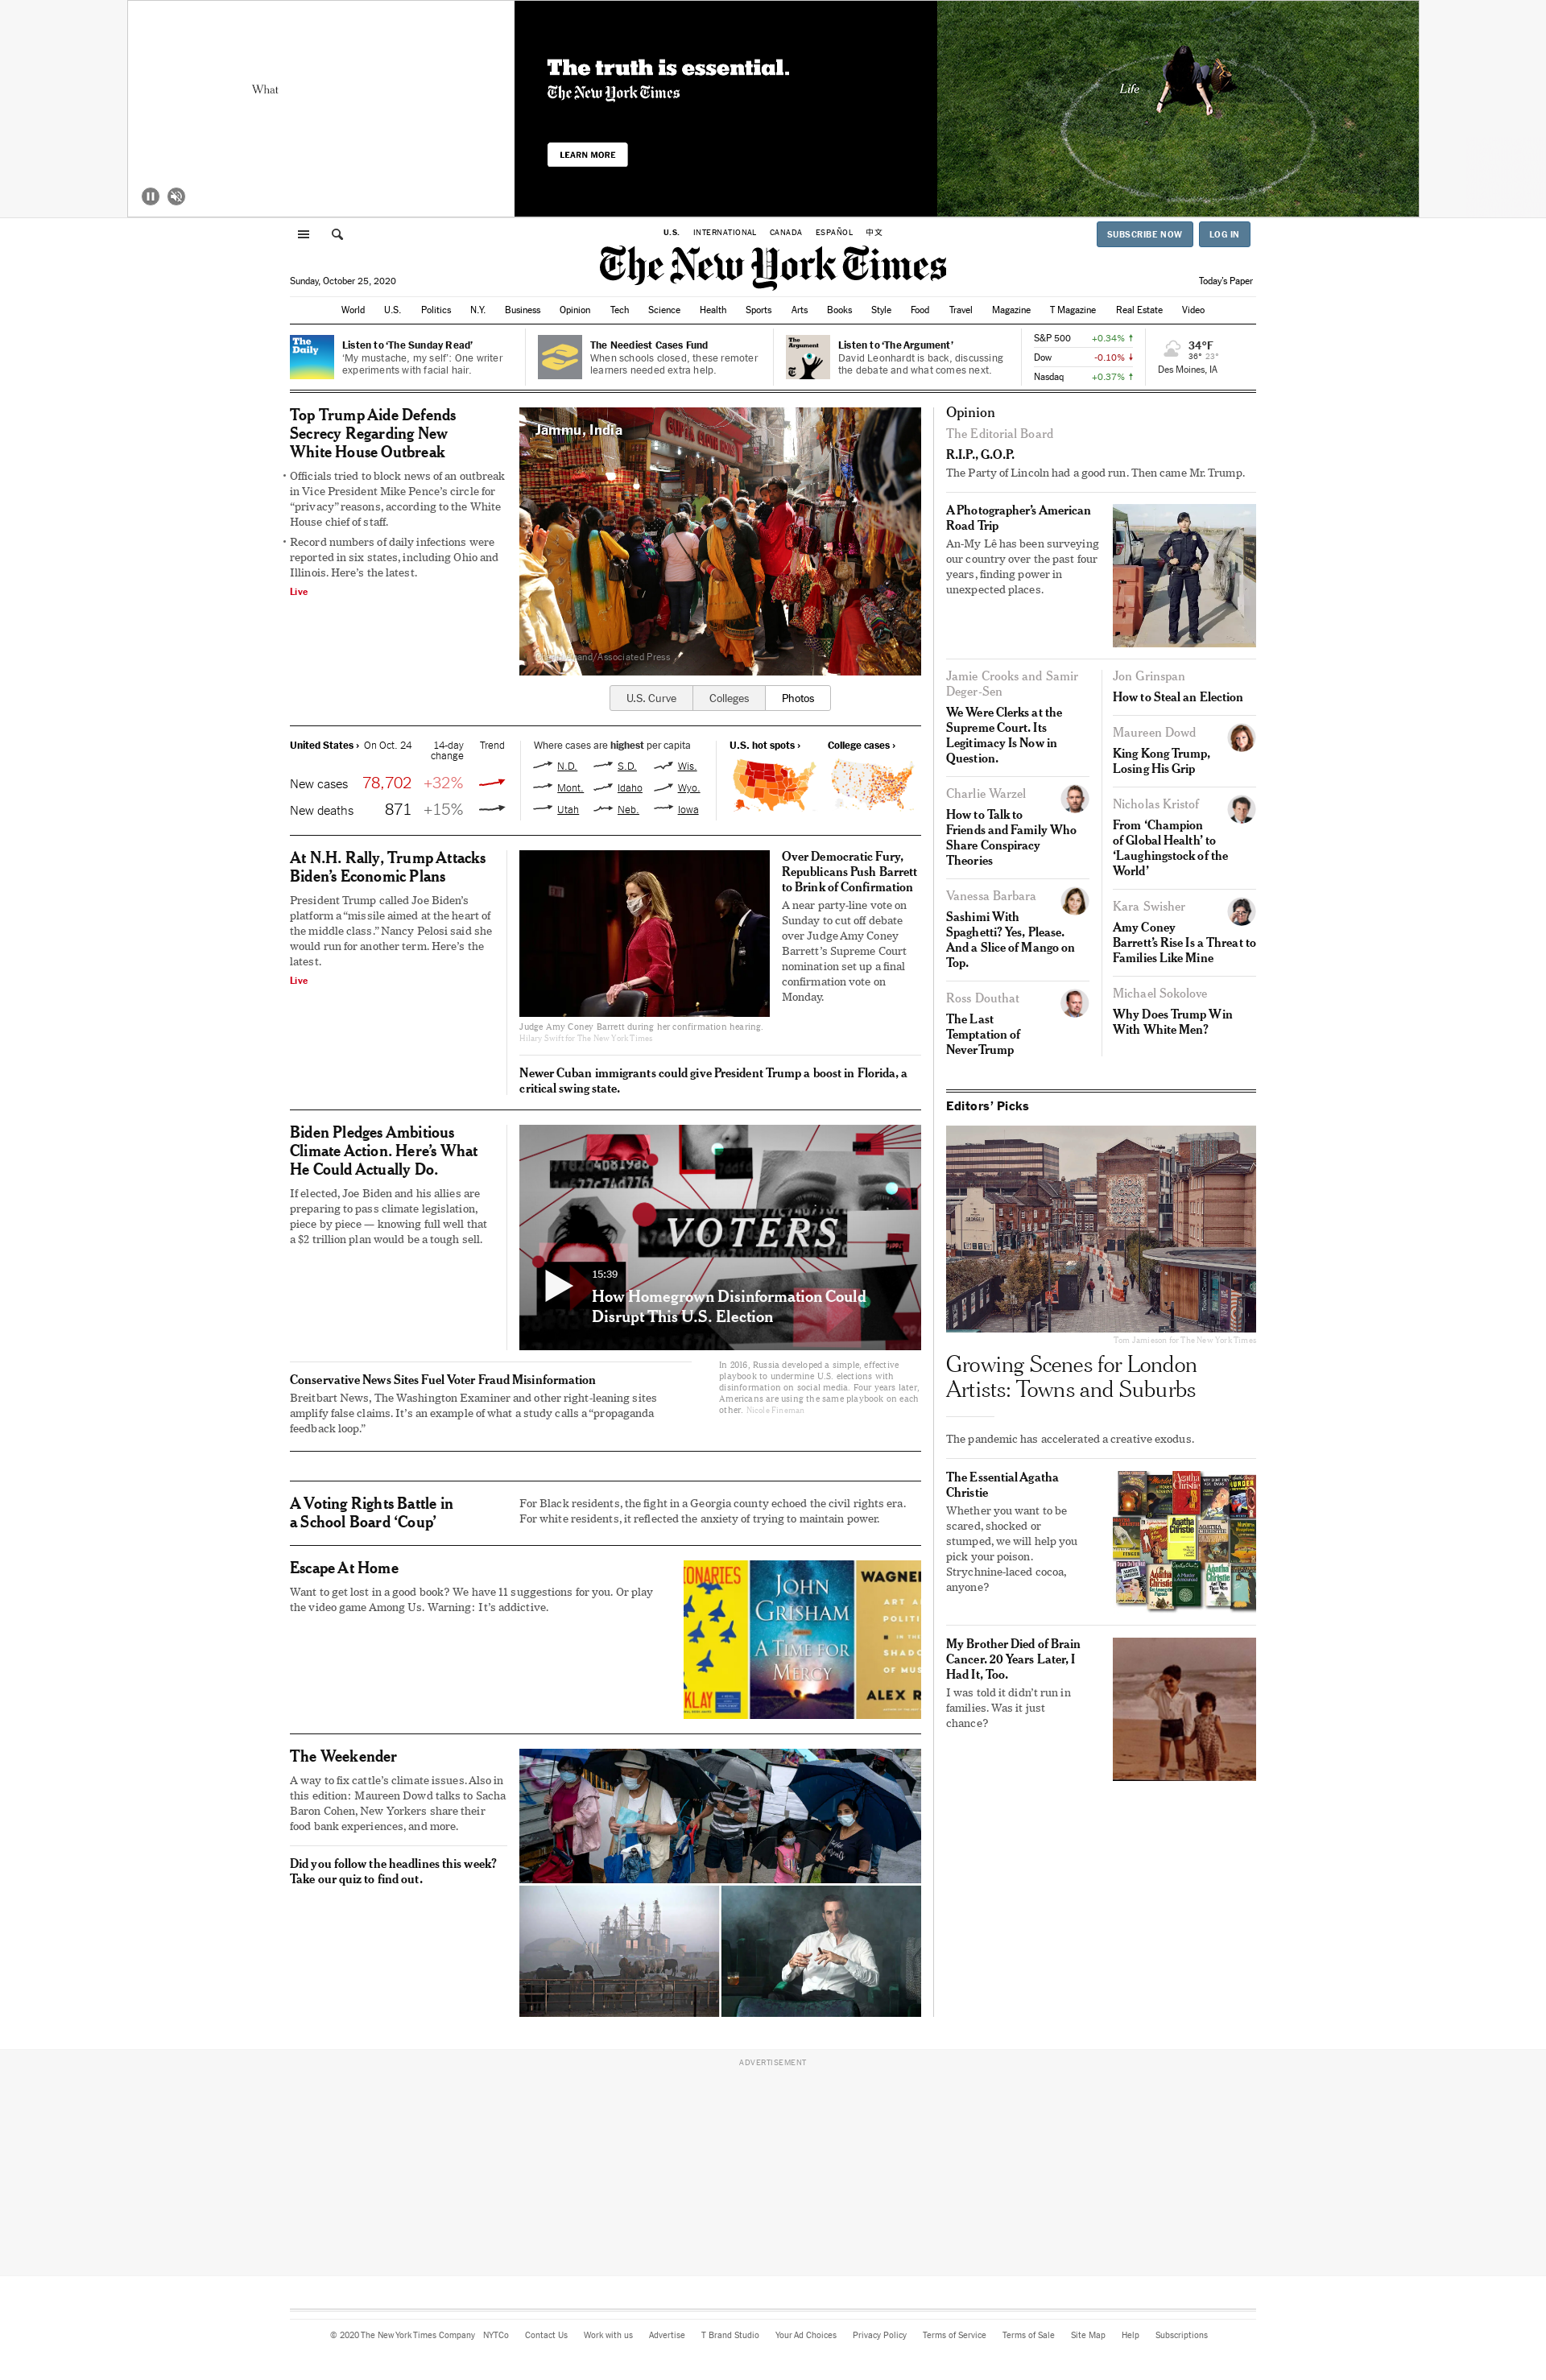 What
The truth is essential.
The New York Times
LEARN MORE
Life
U.S. INTERNATIONAL CANADA ESPAÑOL 中文
SUBSCRIBE NOW LOG IN
The New York Times
Sunday, October 25, 2020
Today's Paper
World U.S. Politics N.Y. Business Opinion Tech Science Health Sports Arts Books Style Food Travel Magazine T Magazine Real Estate Video
The Daily
Listen to ‘The Sunday Read’
‘My mustache, my self’: One writer
experiments with facial hair.
The Neediest Cases Fund
When schools closed, these remoter
learners needed extra help.
The Argument
Listen to ‘The Argument’
David Leonhardt is back, discussing
the debate and what comes next.
S&P 500 +0.34% ↑
Dow -0.10% ↓
Nasdaq +0.37% ↑
34°F
36° 23°
Des Moines, IA
Top Trump Aide Defends
Secrecy Regarding New
White House Outbreak
• Officials tried to block news of an outbreak
in Vice President Mike Pence’s circle for
“privacy” reasons, according to the White
House chief of staff.
• Record numbers of daily infections were
reported in six states, including Ohio and
Illinois. Here’s the latest.
Live
Jammu, India
/Associated Press
U.S. Curve Colleges Photos
United States › On Oct. 24 14-day
change Trend
New cases 78,702 +32%
New deaths 871 +15%
Where cases are highest per capita
N.D. S.D. Wis.
Mont. Idaho Wyo.
Utah Neb. Iowa
U.S. hot spots › College cases ›
At N.H. Rally, Trump Attacks
Biden’s Economic Plans
President Trump called Joe Biden’s
platform a “missile aimed at the heart of
the middle class.” Nancy Pelosi said she
would run for another term. Here’s the
latest.
Live
Judge Amy Coney Barrett during her confirmation hearing.
Hilary Swift for The New York Times
Over Democratic Fury,
Republicans Push Barrett
to Brink of Confirmation
A near party-line vote on
Sunday to cut off debate
over Judge Amy Coney
Barrett’s Supreme Court
nomination set up a final
confirmation vote on
Monday.
Newer Cuban immigrants could give President Trump a boost in Florida, a
critical swing state.
Biden Pledges Ambitious
Climate Action. Here’s What
He Could Actually Do.
If elected, Joe Biden and his allies are
preparing to pass climate legislation,
piece by piece — knowing full well that
a $2 trillion plan would be a tough sell.
VOTERS
15:39
How Homegrown Disinformation Could
Disrupt This U.S. Election
In 2016, Russia developed a simple, effective
playbook to undermine U.S. elections with
disinformation on social media. Four years later,
Americans are using the same playbook on each
other. Nicole Fineman
Conservative News Sites Fuel Voter Fraud Misinformation
Breitbart News, The Washington Examiner and other right-leaning sites
amplify false claims. It’s an example of what a study calls a “propaganda
feedback loop.”
A Voting Rights Battle in
a School Board ‘Coup’
For Black residents, the fight in a Georgia county echoed the civil rights era.
For white residents, it reflected the anxiety of trying to maintain power.
Escape At Home
Want to get lost in a good book? We have 11 suggestions for you. Or play
the video game Among Us. Warning: It’s addictive.
JOHN
GRISHAM
A TIME FOR
MERCY
The Weekender
A way to fix cattle’s climate issues. Also in
this edition: Maureen Dowd talks to Sacha
Baron Cohen, New Yorkers share their
food bank experiences, and more.
Did you follow the headlines this week?
Take our quiz to find out.
Opinion
The Editorial Board
R.I.P., G.O.P.
The Party of Lincoln had a good run. Then came Mr. Trump.
A Photographer’s American
Road Trip
An-My Lê has been surveying
our country over the past four
years, finding power in
unexpected places.
Jamie Crooks and Samir
Deger-Sen
We Were Clerks at the
Supreme Court. Its
Legitimacy Is Now in
Question.
Charlie Warzel
How to Talk to
Friends and Family Who
Share Conspiracy
Theories
Vanessa Barbara
Sashimi With
Spaghetti? Yes, Please.
And a Slice of Mango on
Top.
Ross Douthat
The Last
Temptation of
NeverTrump
Jon Grinspan
How to Steal an Election
Maureen Dowd
King Kong Trump,
Losing His Grip
Nicholas Kristof
From ‘Champion
of Global Health’ to
‘Laughingstock of the
World’
Kara Swisher
Amy Coney
Barrett’s Rise Is a Threat to
Families Like Mine
Michael Sokolove
Why Does Trump Win
With White Men?
Editors’ Picks
Tom Jamieson for The New York Times
Growing Scenes for London
Artists: Towns and Suburbs
The pandemic has accelerated a creative exodus.
The Essential Agatha
Christie
Whether you want to be
scared, shocked or
stumped, we will help you
pick your poison.
Strychnine-laced cocoa,
anyone?
My Brother Died of Brain
Cancer. 20 Years Later, I
Had It, Too.
I was told it didn’t run in
families. Was it just
chance?
ADVERTISEMENT
© 2020 The New York Times Company NYTCo Contact Us Work with us Advertise T Brand Studio Your Ad Choices Privacy Policy Terms of Service Terms of Sale Site Map Help Subscriptions